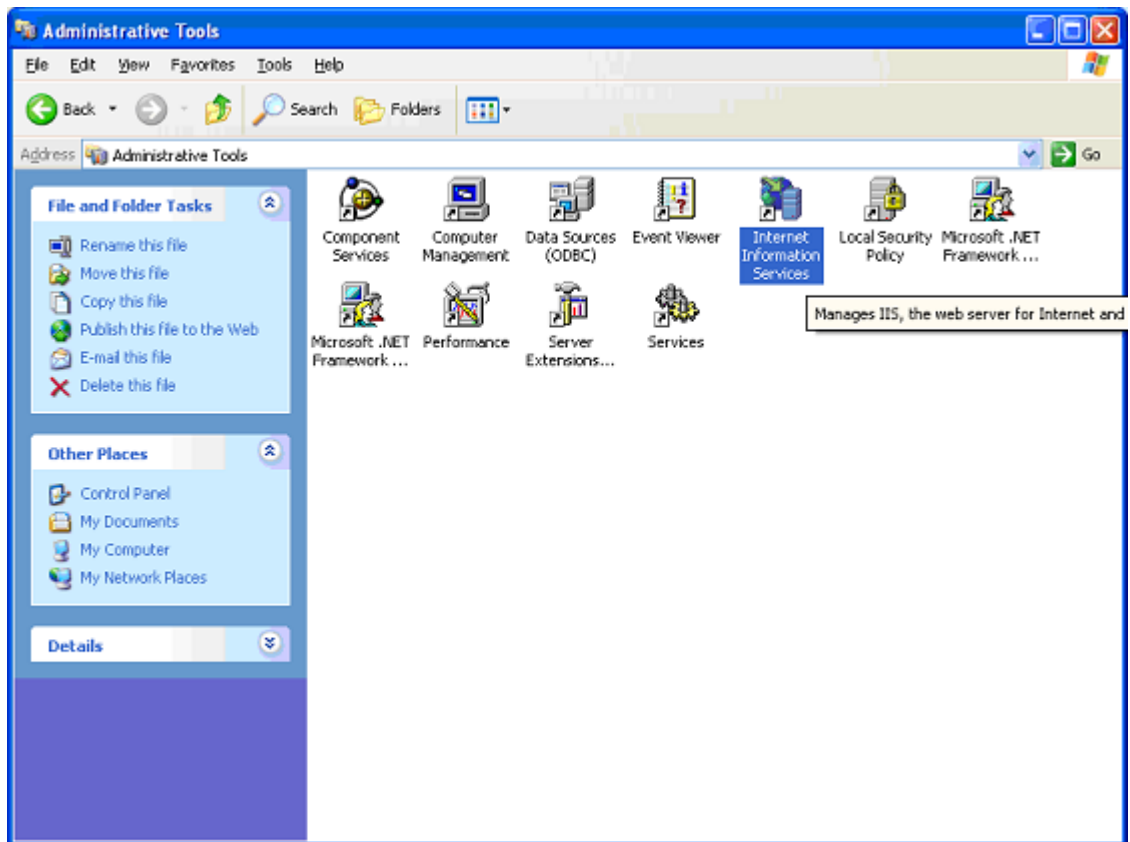 Administrative Tools
File Edit View Favorites Tools Help
Back Search Folders
Address Administrative Tools Go
File and Folder Tasks
Rename this file
Move this file
Copy this file
Publish this file to the Web
E-mail this file
Delete this file
Other Places
Control Panel
My Documents
My Computer
My Network Places
Details
Component
Services
Computer
Management
Data Sources
(ODBC)
Event Viewer
Internet
Information
Services
Local Security
Policy
Microsoft .NET
Framework ...
Manages IIS, the web server for Internet and
Microsoft .NET
Framework ...
Performance
Server
Extensions...
Services